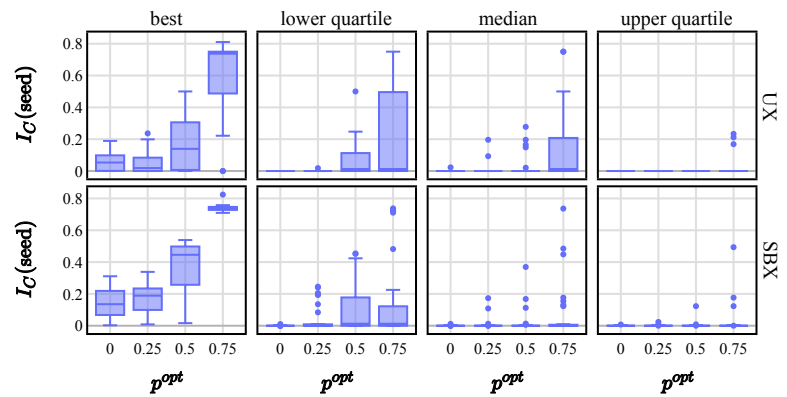 best lower quartile median upper quartile
0.8
0.6
0.4
0.2
0
I_C(seed)
UX
0.8
0.6
0.4
0.2
0
I_C(seed)
SBX
0 0.25 0.5 0.75 0 0.25 0.5 0.75 0 0.25 0.5 0.75 0 0.25 0.5 0.75
p^opt p^opt p^opt p^opt